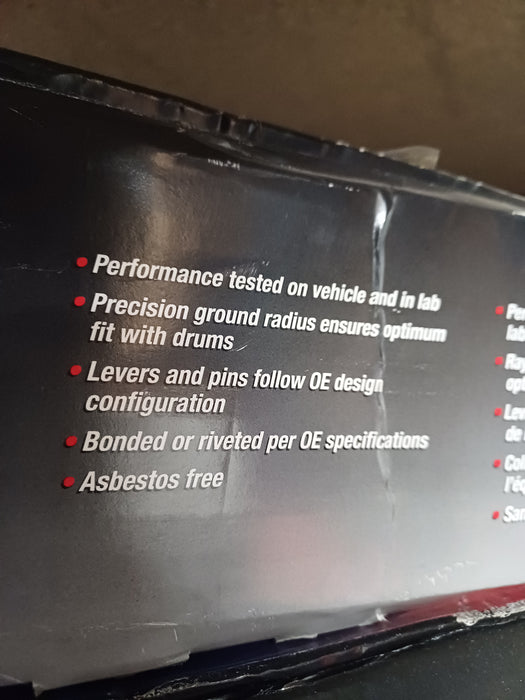 • Performance tested on vehicle and in lab
• Precision ground radius ensures optimum
fit with drums
• Levers and pins follow OE design
configuration
• Bonded or riveted per OE specifications
• Asbestos free